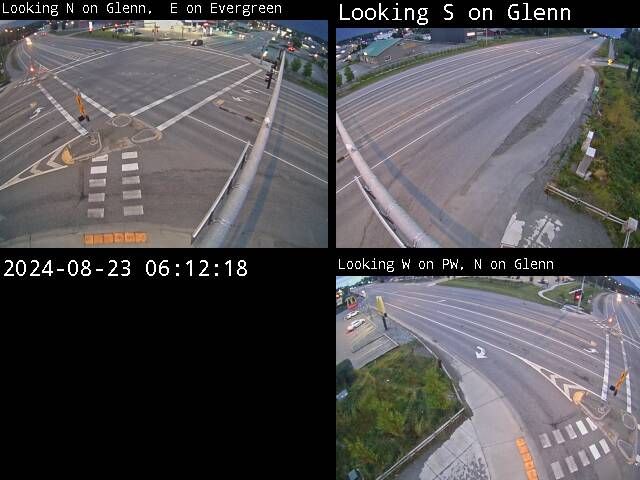 Looking N on Glenn,  E on Evergreen
Looking S on Glenn
2024-08-23 06:12:18
Looking W on PW, N on Glenn